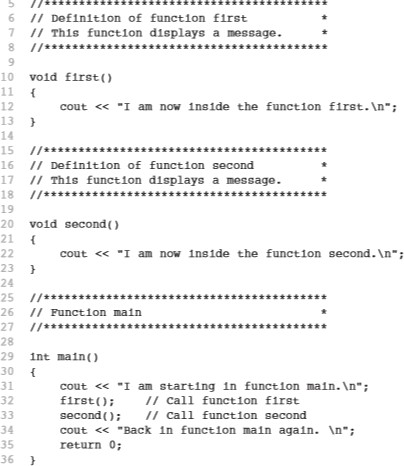 5 //*****************************************
6 // Definition of function first *
7 // This function displays a message. *
8 //*****************************************
9
10 void first()
11 {
12 cout << "I am now inside the function first.\n";
13 }
14
15 //*****************************************
16 // Definition of function second *
17 // This function displays a message. *
18 //*****************************************
19
20 void second()
21 {
22 cout << "I am now inside the function second.\n";
23 }
24
25 //*****************************************
26 // Function main *
27 //*****************************************
28
29 int main()
30 {
31 cout << "I am starting in function main.\n";
32 first(); // Call function first
33 second(); // Call function second
34 cout << "Back in function main again. \n";
35 return 0;
36 }